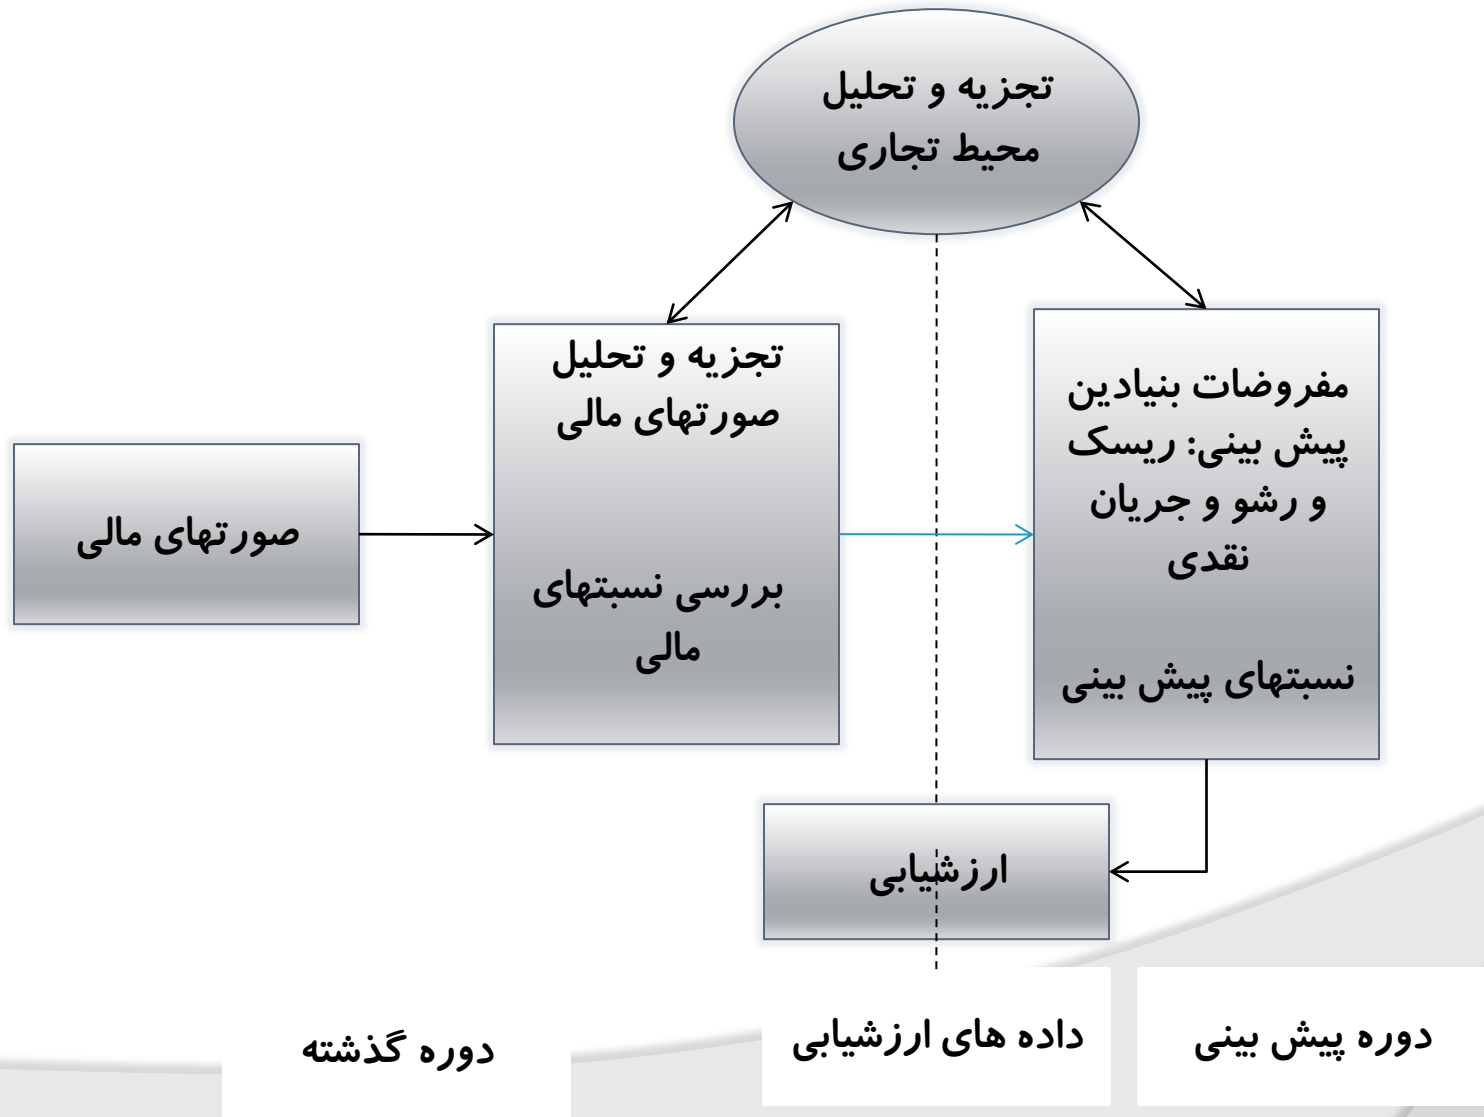 تجزیه و تحلیل
محیط تجاری
تجزیه و تحلیل
صورتهای مالی
بررسی نسبتهای
مالی
مفروضات بنیادین
پیش بینی: ریسک
و رشو و جریان
نقدی
نسبتهای پیش بینی
صورتهای مالی
ارزشیابی
دوره گذشته
داده های ارزشیابی
دوره پیش بینی